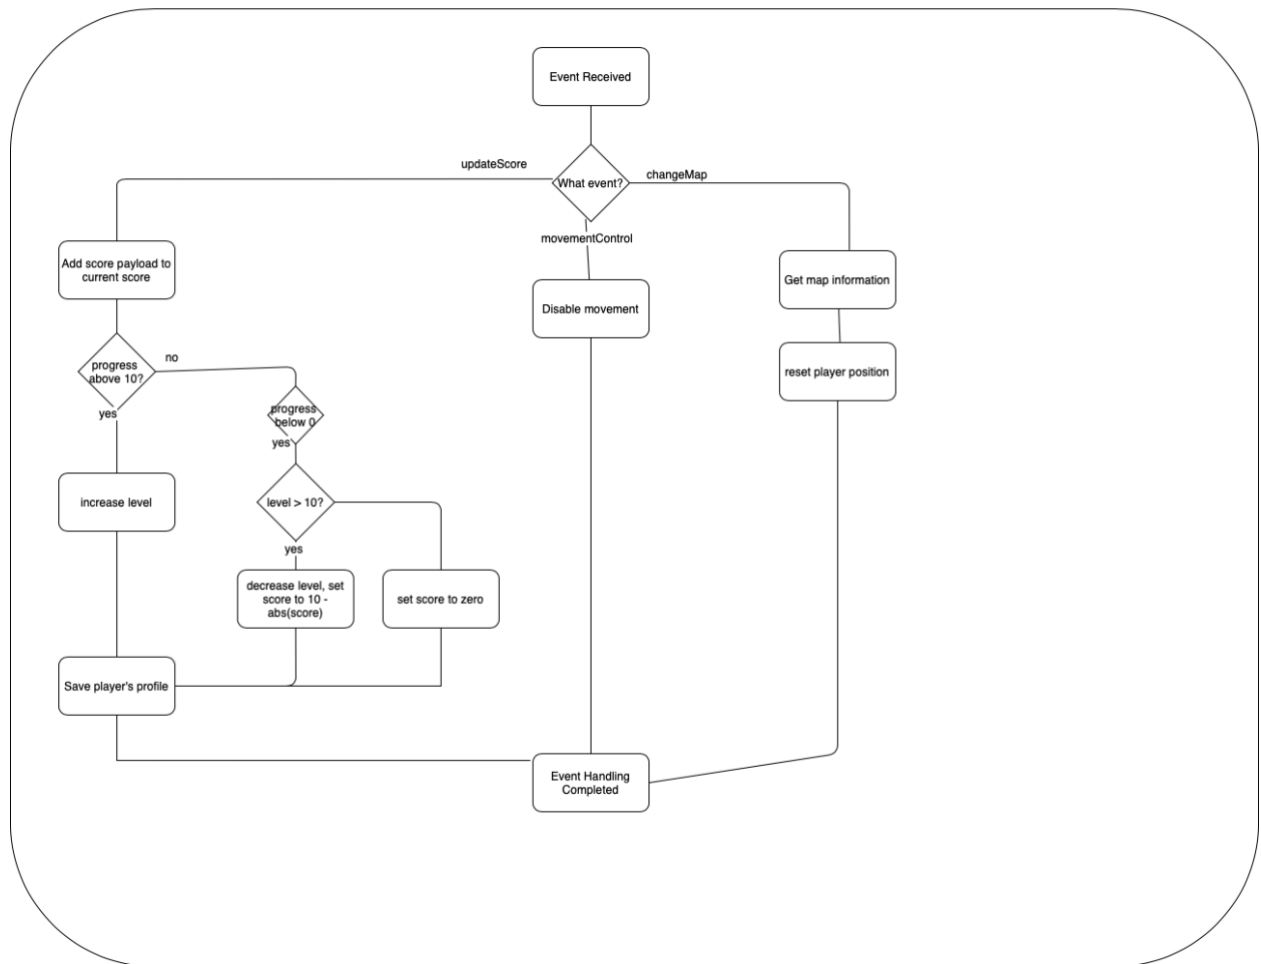 Event Received
updateScore
What event?
changeMap
movementControl
Add score payload to
current score
Get map information
Disable movement
progress
above 10?
no
reset player position
yes
progress
below 0
yes
increase level
level > 10?
yes
decrease level, set
score to 10 -
abs(score)
set score to zero
Save player's profile
Event Handling
Completed